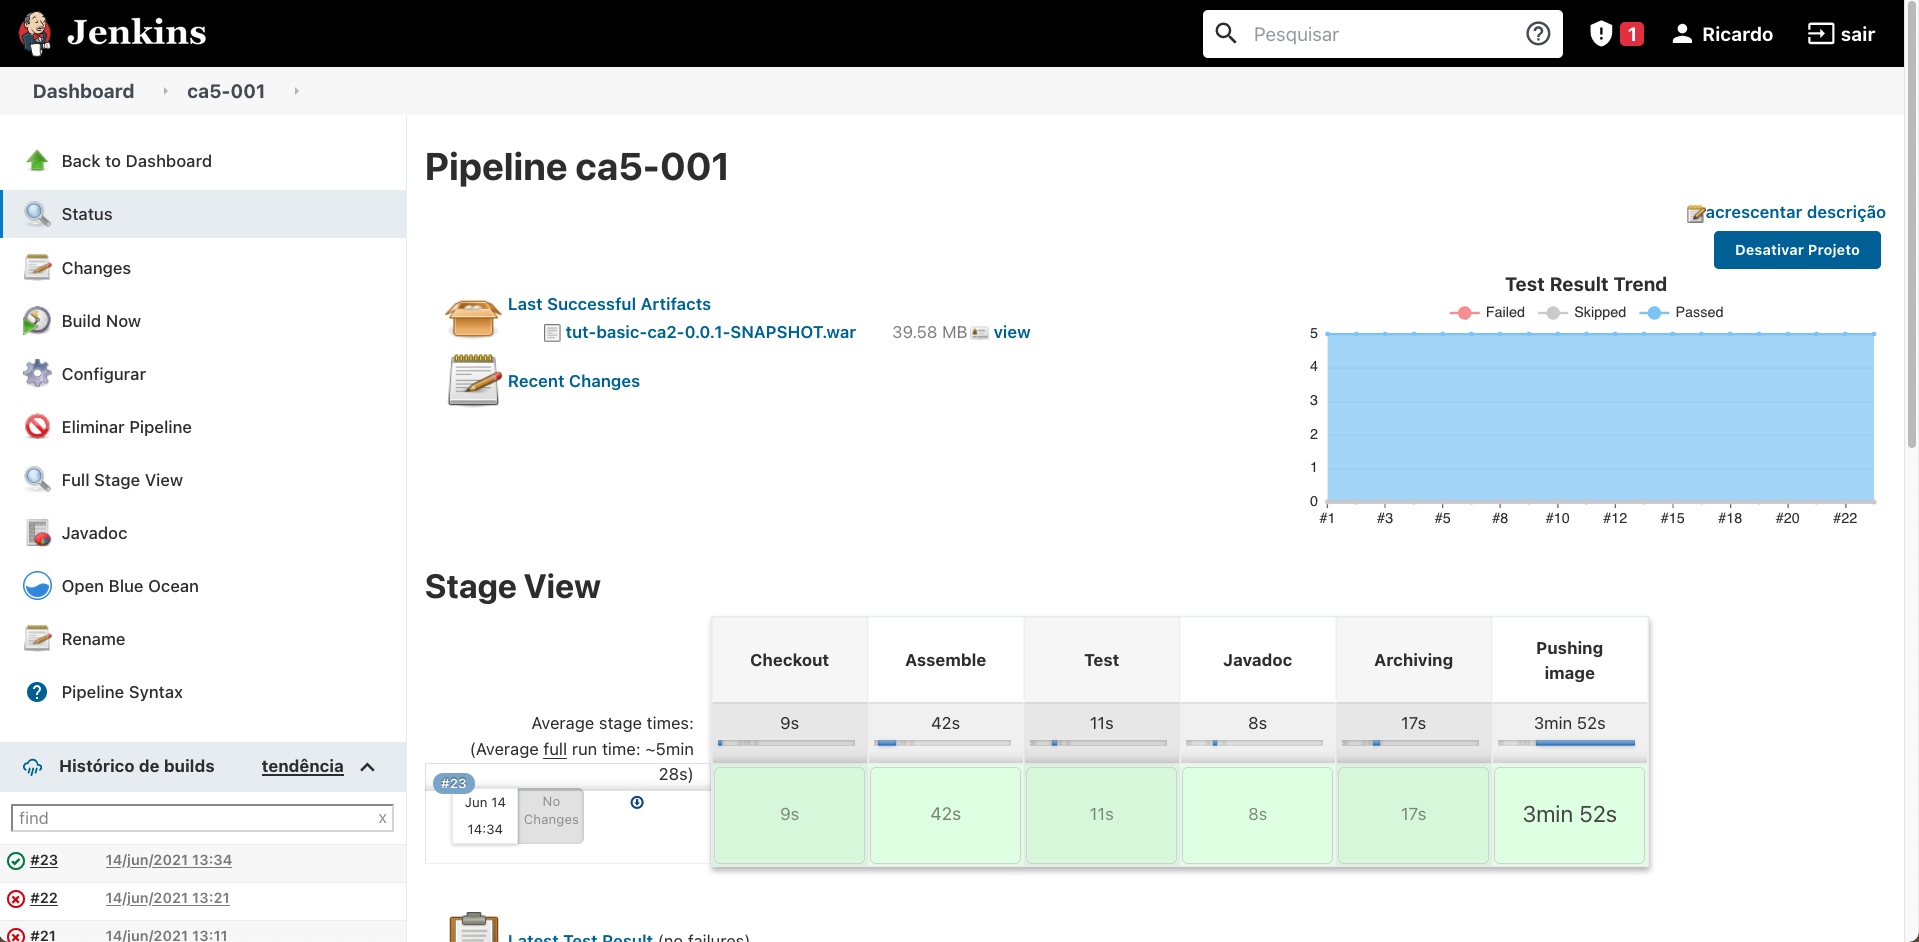 Jenkins
Pesquisar
1
Ricardo
sair
Dashboard
ca5-001
Back to Dashboard
Status
Changes
Build Now
Configurar
Eliminar Pipeline
Full Stage View
Javadoc
Open Blue Ocean
Rename
Pipeline Syntax
Histórico de builds
tendência
find
x
#23 14/jun/2021 13:34
#22 14/jun/2021 13:21
#21 14/jun/2021 13:11
Pipeline ca5-001
acrescentar descrição
Desativar Projeto
Last Successful Artifacts
tut-basic-ca2-0.0.1-SNAPSHOT.war 39.58 MB view
Recent Changes
Test Result Trend
Failed Skipped Passed
5
4
3
2
1
0
#1 #3 #5 #8 #10 #12 #15 #18 #20 #22
Stage View
Checkout
Assemble
Test
Javadoc
Archiving
Pushing
image
Average stage times:
(Average full run time: ~5min
28s)
9s
42s
11s
8s
17s
3min 52s
#23
Jun 14
14:34
No
Changes
9s
42s
11s
8s
17s
3min 52s
Latest Test Result (no failures)